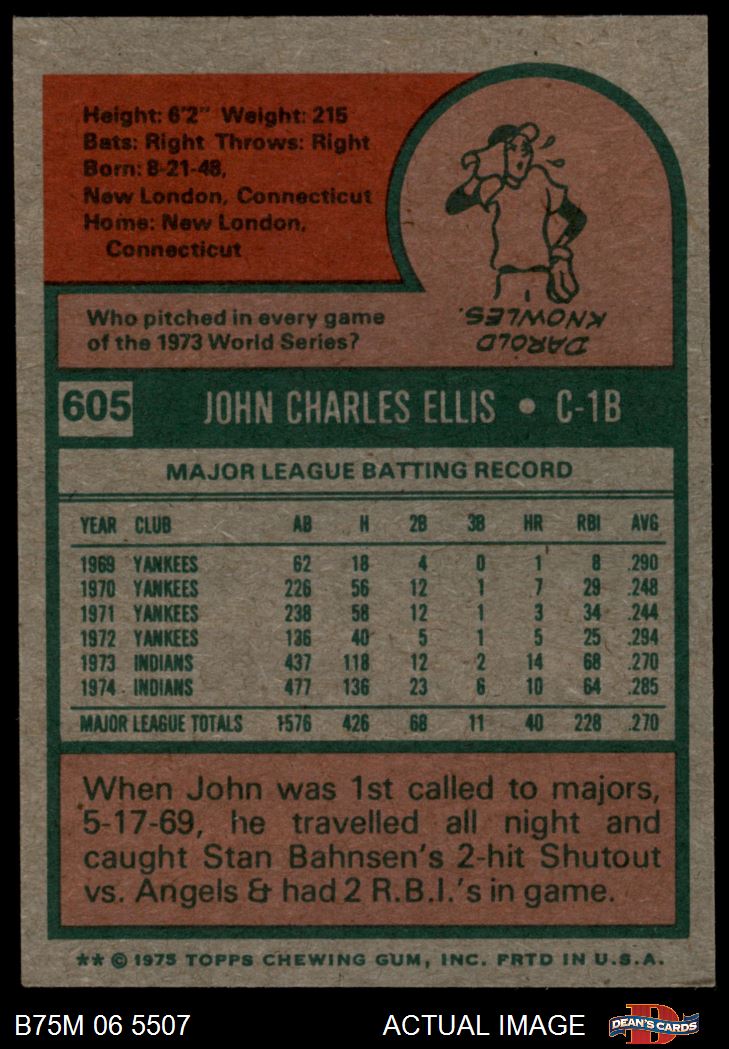 Height: 6'2" Weight: 215
Bats: Right Throws: Right
Born: 8-21-48,
New London, Connecticut
Home: New London,
Connecticut
Who pitched in every game
of the 1973 World Series?
DAROLD
KNOWLES.
605 JOHN CHARLES ELLIS • C-1B
MAJOR LEAGUE BATTING RECORD
YEAR CLUB AB H 2B 3B HR RBI AVG
1969 YANKEES 62 18 4 0 1 8 .290
1970 YANKEES 226 56 12 1 7 29 .248
1971 YANKEES 238 58 12 1 3 34 .244
1972 YANKEES 136 40 5 1 5 25 .294
1973 INDIANS 437 118 12 2 14 68 .270
1974 INDIANS 477 136 23 6 10 64 .285
MAJOR LEAGUE TOTALS 1576 426 68 11 40 228 .270
When John was 1st called to majors,
5-17-69, he travelled all night and
caught Stan Bahnsen's 2-hit Shutout
vs. Angels & had 2 R.B.I.'s in game.
** © 1975 TOPPS CHEWING GUM, INC. PRTD IN U.S.A.
B75M 06 5507 ACTUAL IMAGE DEAN'S CARDS